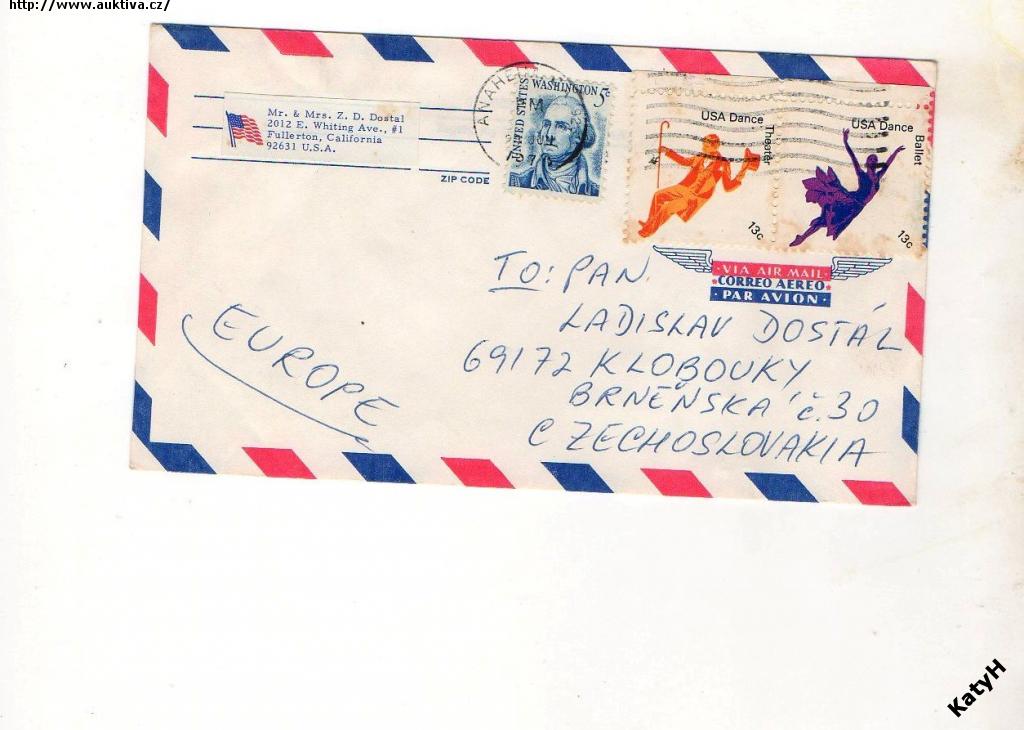 http://www.auktiva.cz/
Mr. & Mrs. Z. D. Dostal
2012 E. Whiting Ave., #1
Fullerton, California
92631 U.S.A.
ZIP CODE
ANAHEIM
UNITED STATES
WASHINGTON 5¢
USA Dance
Theater
13c
USA Dance
Ballet
13c
VIA AIR MAIL
CORREO AEREO
PAR AVION
TO: PAN.
LADISLAV DOSTÁL
69172 KLOBOUKY
BRNĚNSKÁ č.30
CZECHOSLOVAKIA
EUROPE
KatyH